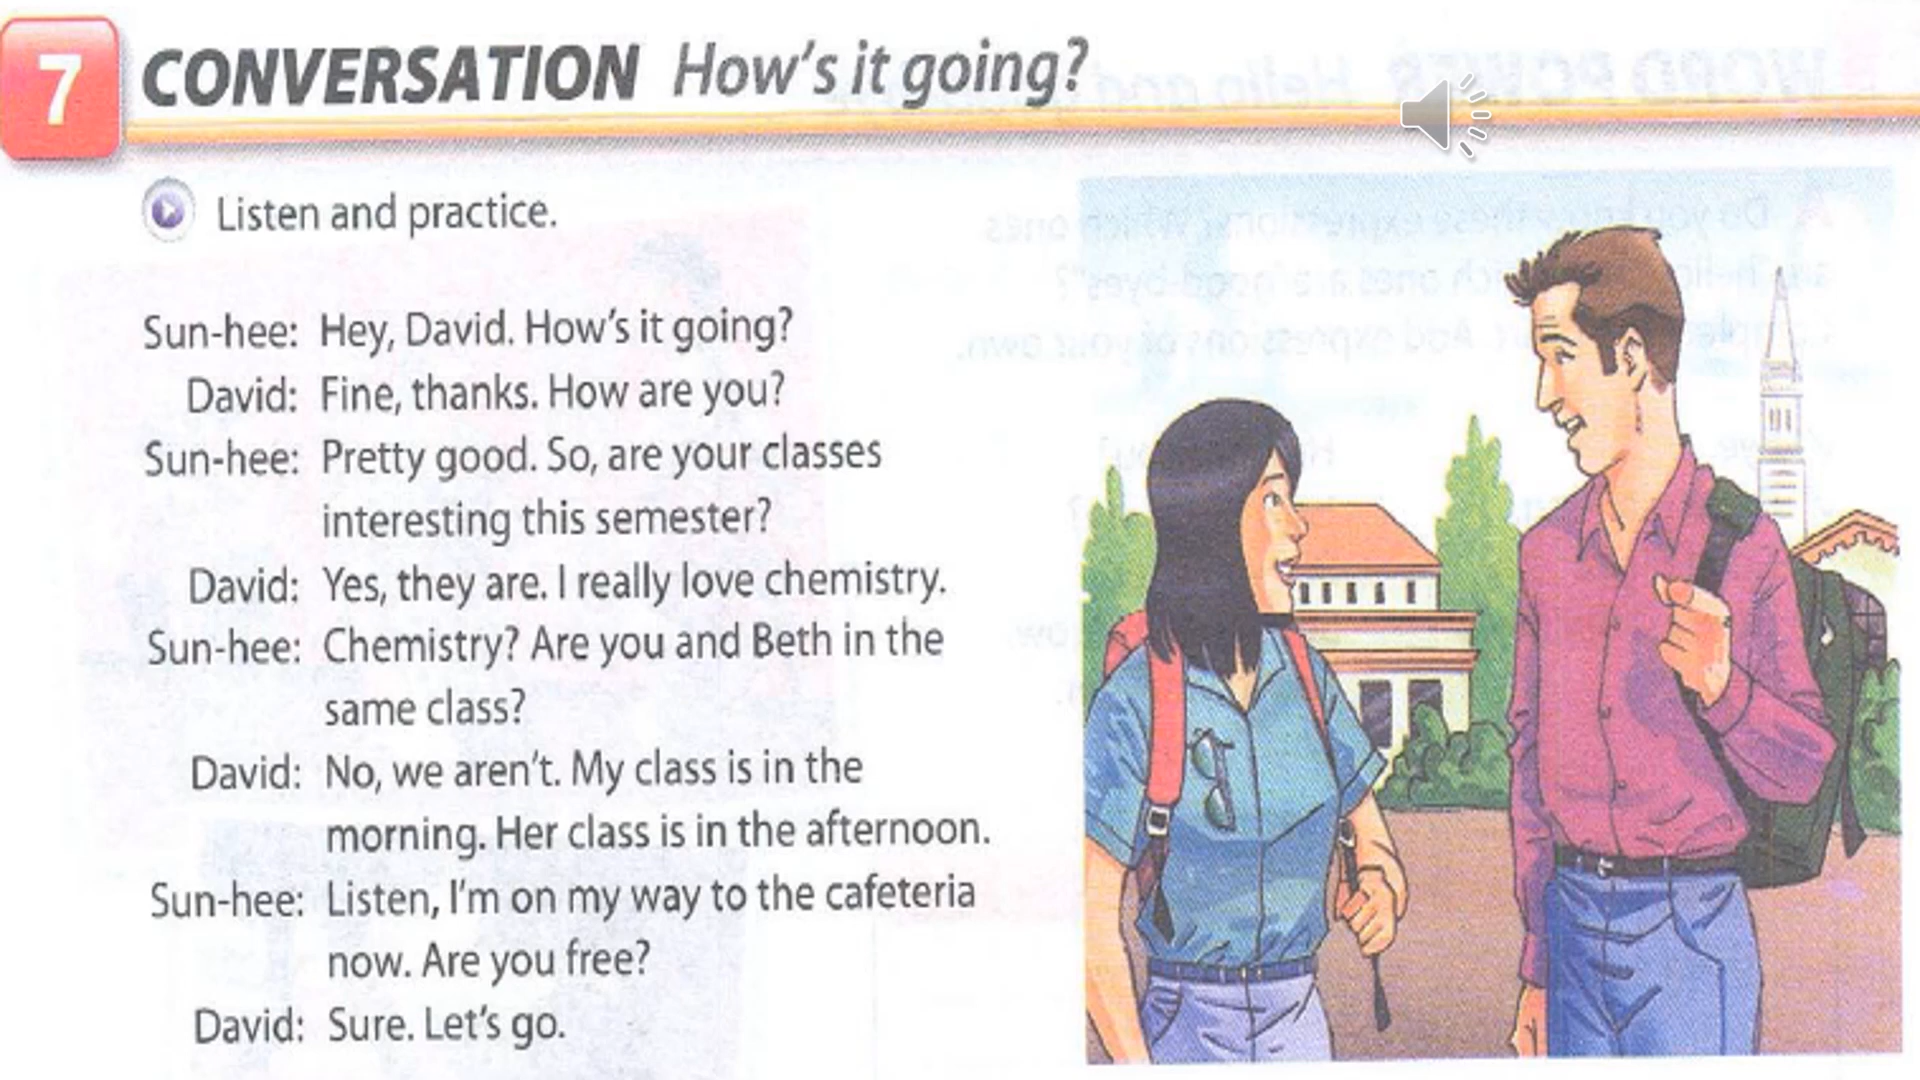 7 CONVERSATION How's it going?
Listen and practice.
Sun-hee: Hey, David. How's it going?
David: Fine, thanks. How are you?
Sun-hee: Pretty good. So, are your classes
interesting this semester?
David: Yes, they are. I really love chemistry.
Sun-hee: Chemistry? Are you and Beth in the
same class?
David: No, we aren't. My class is in the
morning. Her class is in the afternoon.
Sun-hee: Listen, I'm on my way to the cafeteria
now. Are you free?
David: Sure. Let's go.